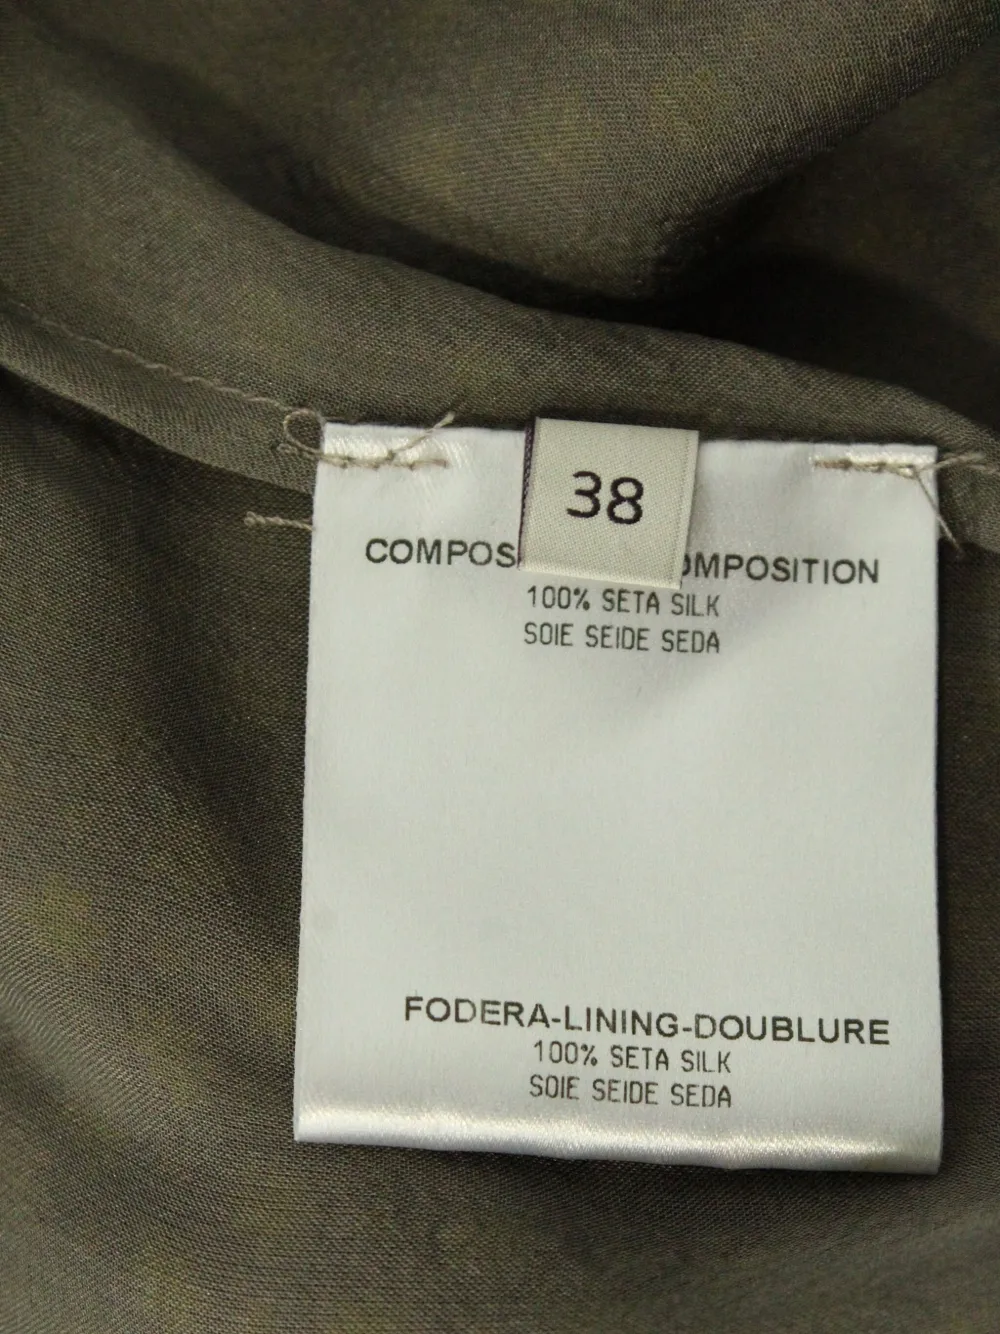 38
COMPOS OMPOSITION
100% SETA SILK
SOIE SEIDE SEDA
FODERA-LINING-DOUBLURE
100% SETA SILK
SOIE SEIDE SEDA